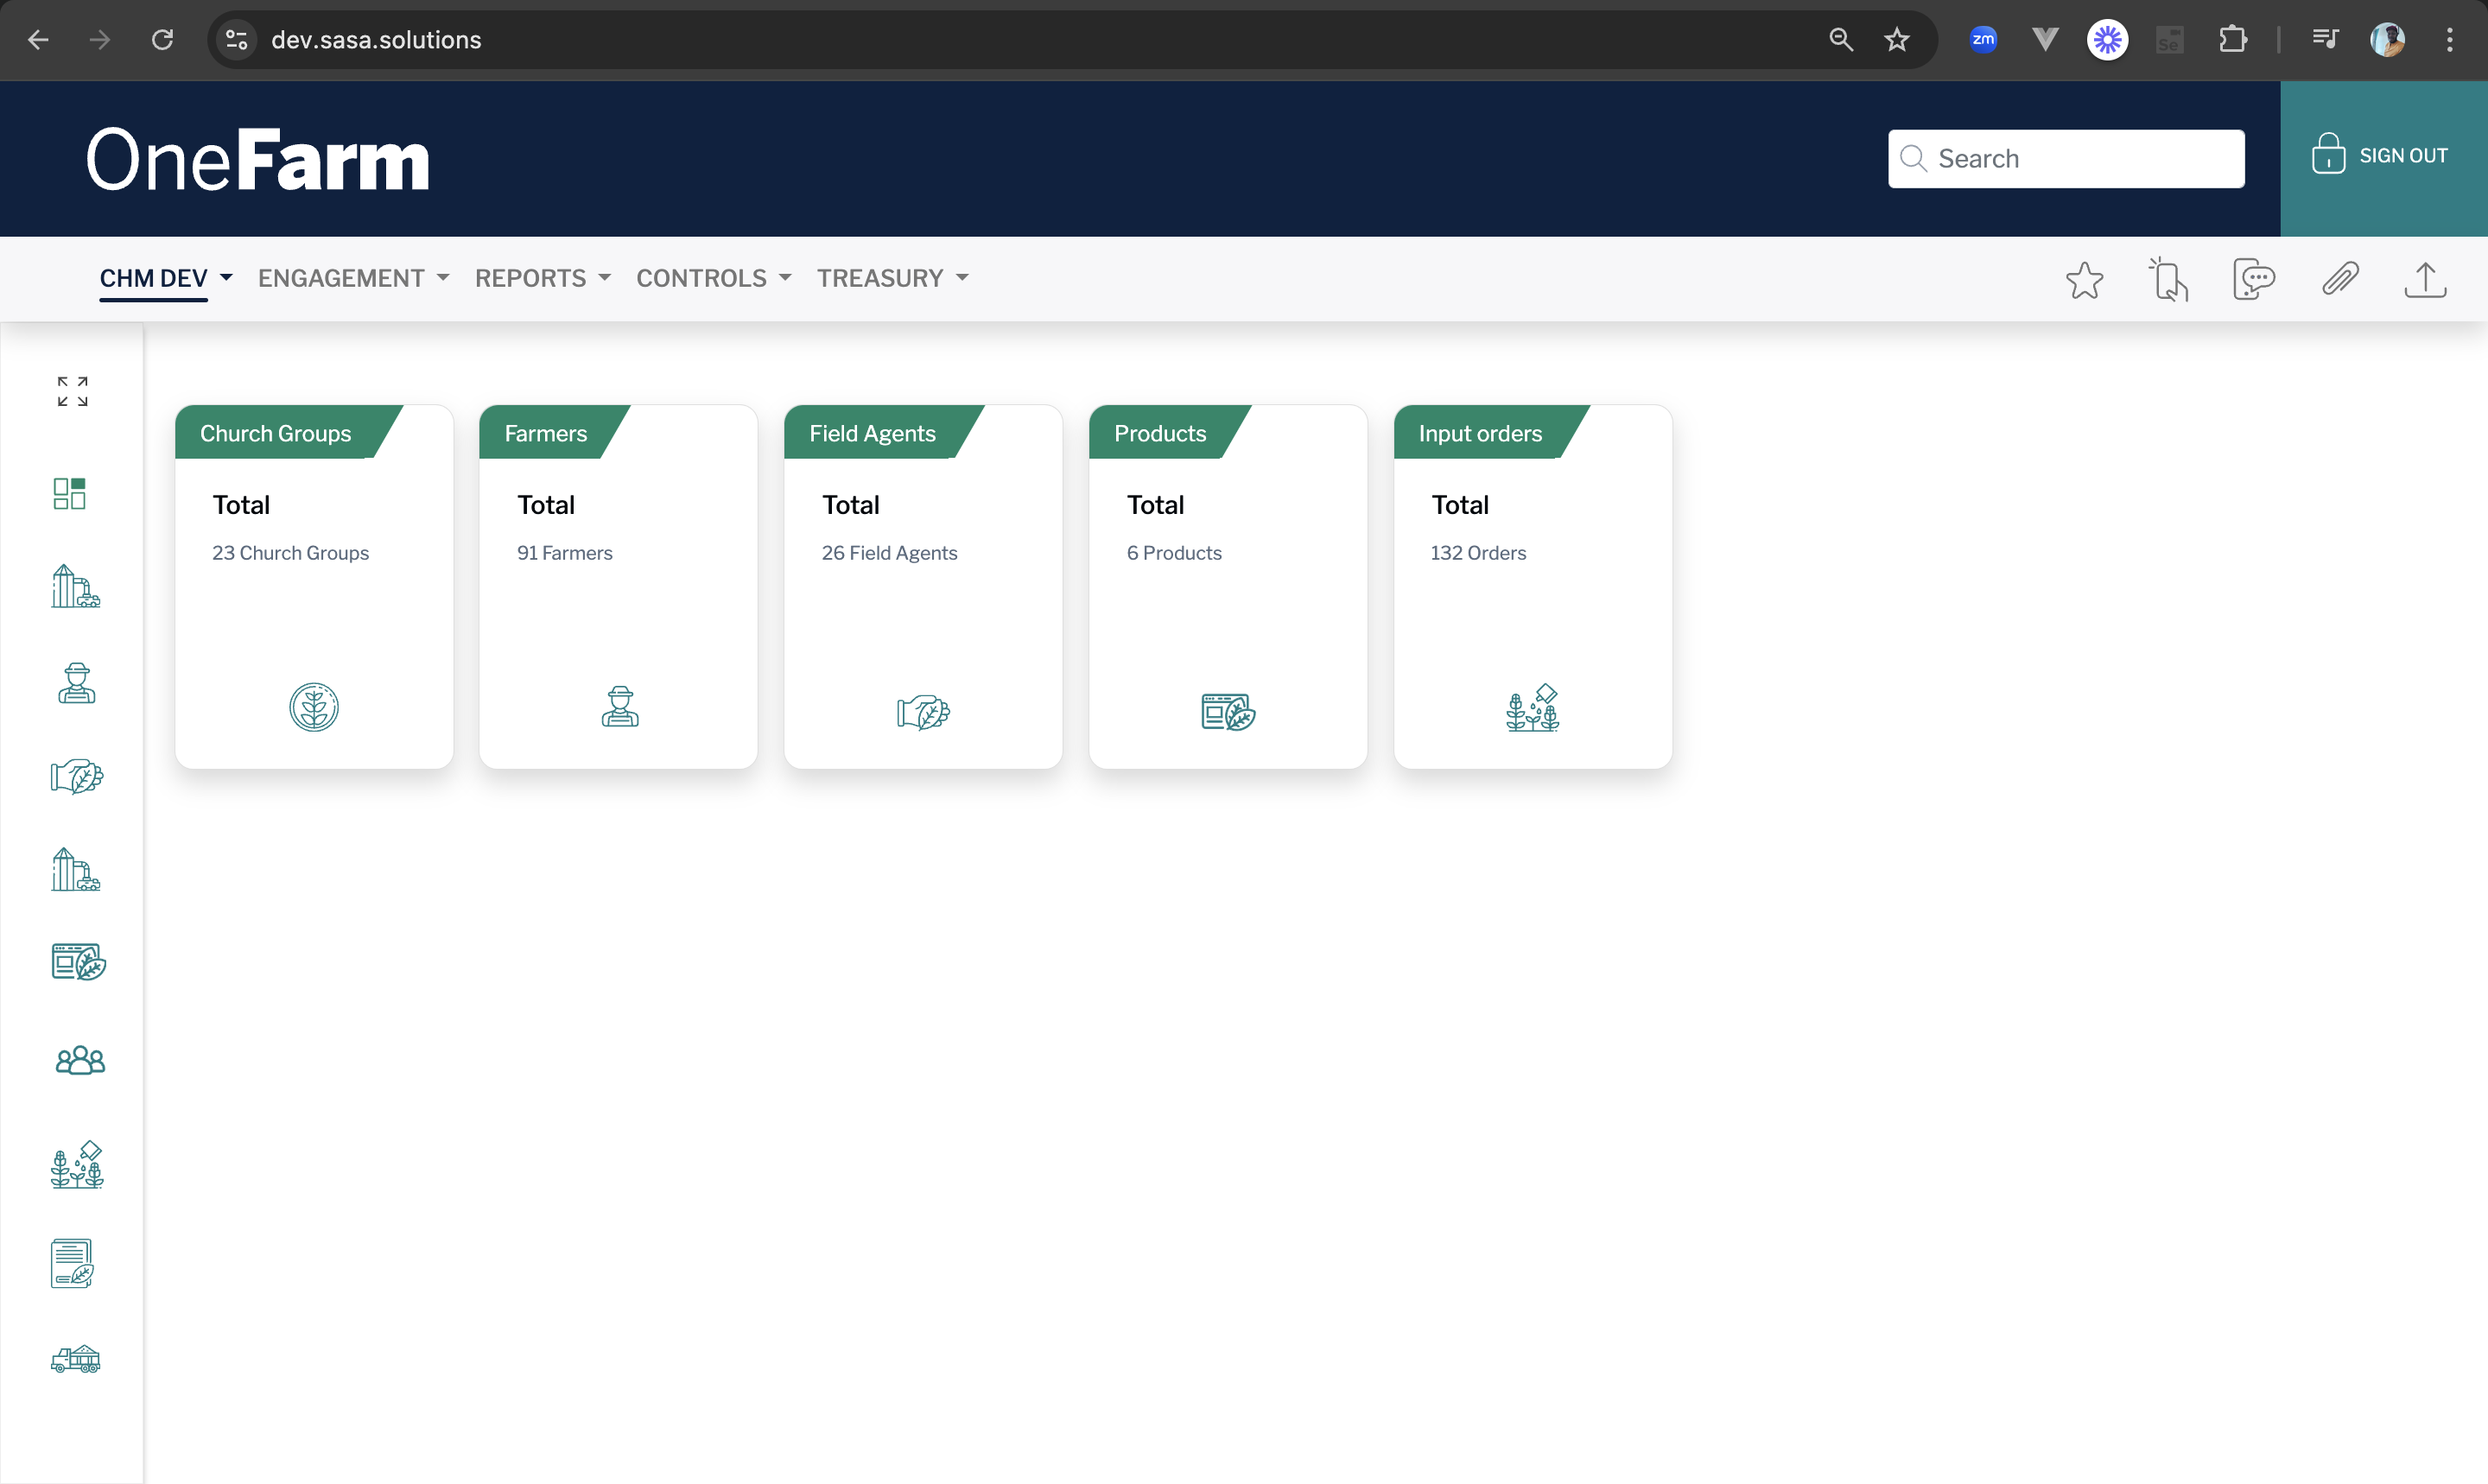 dev.sasa.solutions
zm
Se
OneFarm
Search
SIGN OUT
CHM DEV ENGAGEMENT REPORTS CONTROLS TREASURY
Church Groups
Total
23 Church Groups
Farmers
Total
91 Farmers
Field Agents
Total
26 Field Agents
Products
Total
6 Products
Input orders
Total
132 Orders